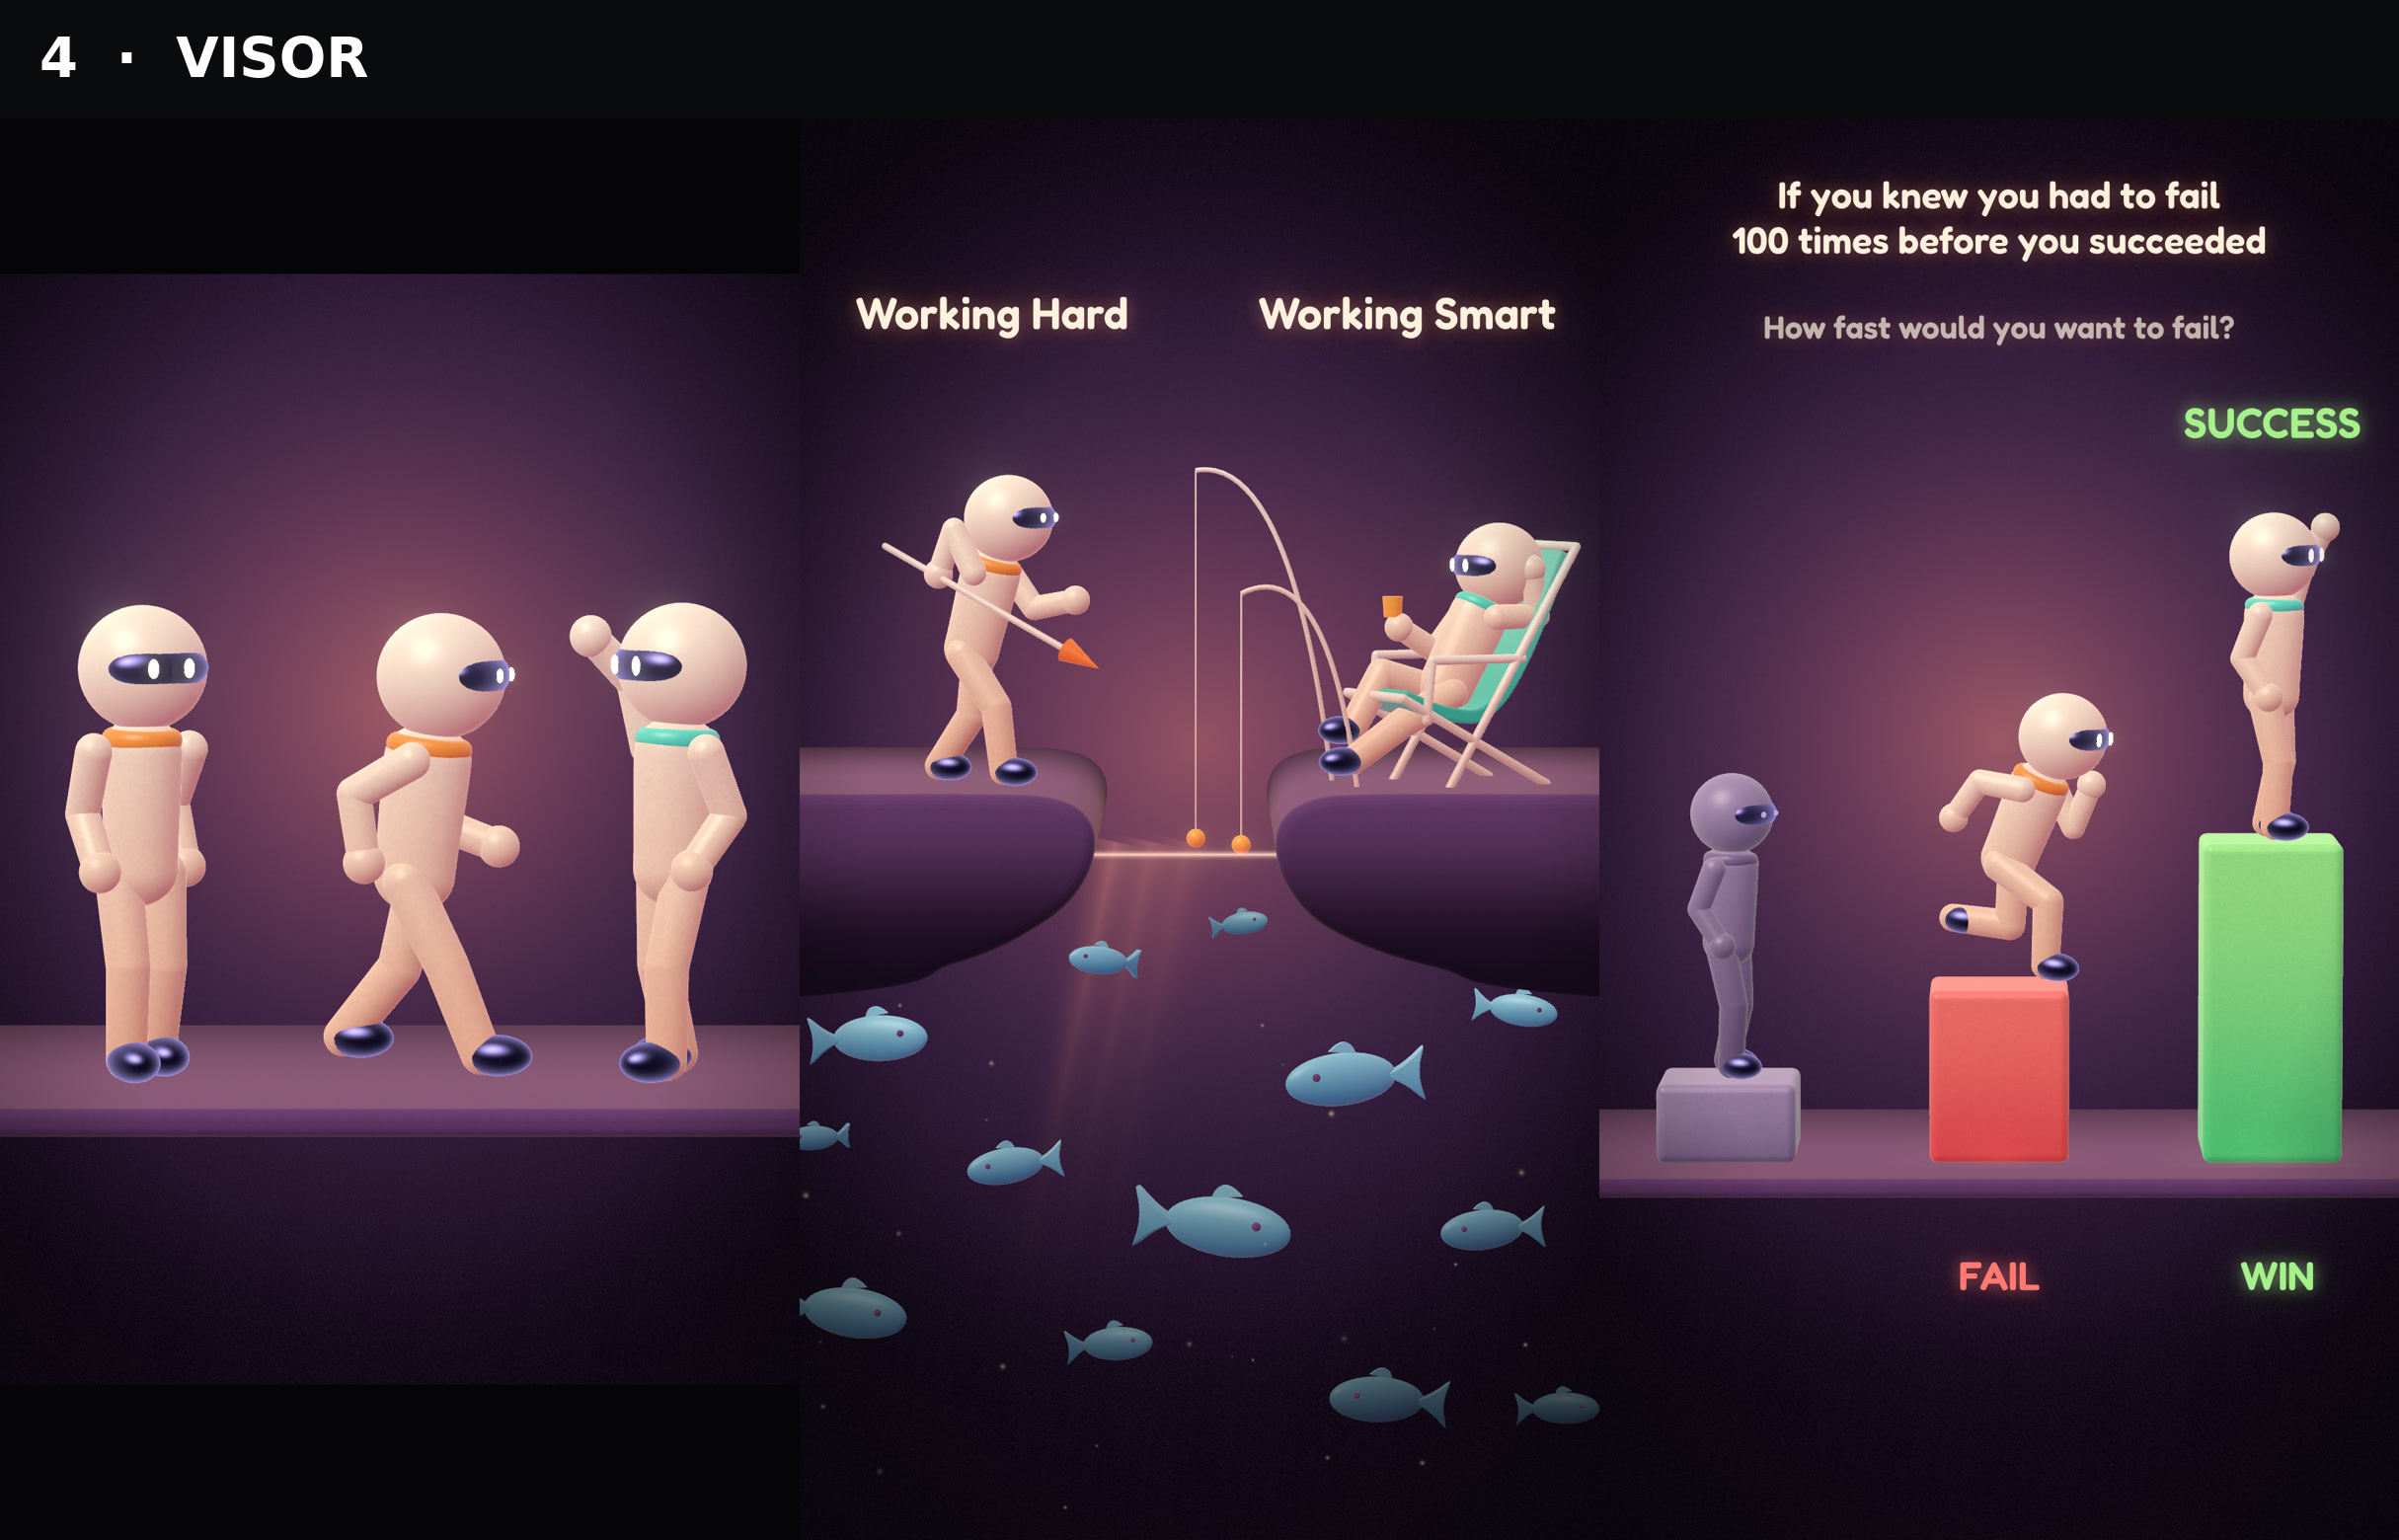 4 · VISOR
Working Hard
Working Smart
If you knew you had to fail
100 times before you succeeded
How fast would you want to fail?
SUCCESS
FAIL
WIN